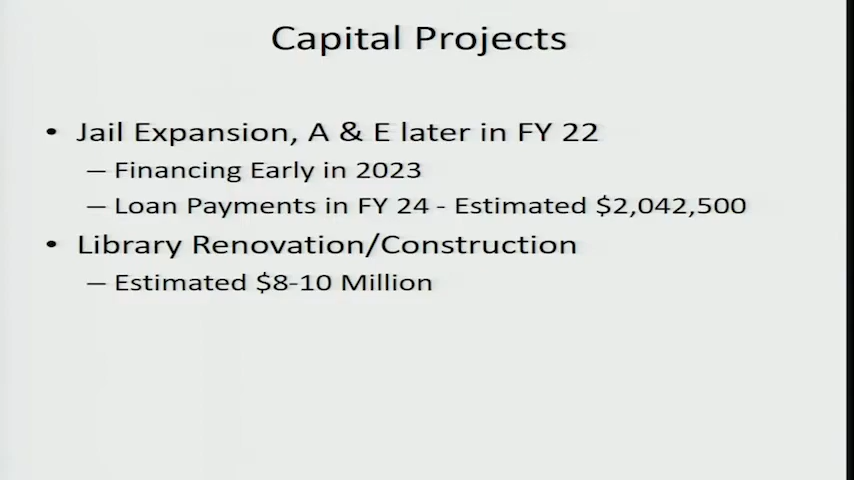 Capital Projects
• Jail Expansion, A & E later in FY 22
– Financing Early in 2023
– Loan Payments in FY 24 - Estimated $2,042,500
• Library Renovation/Construction
– Estimated $8-10 Million